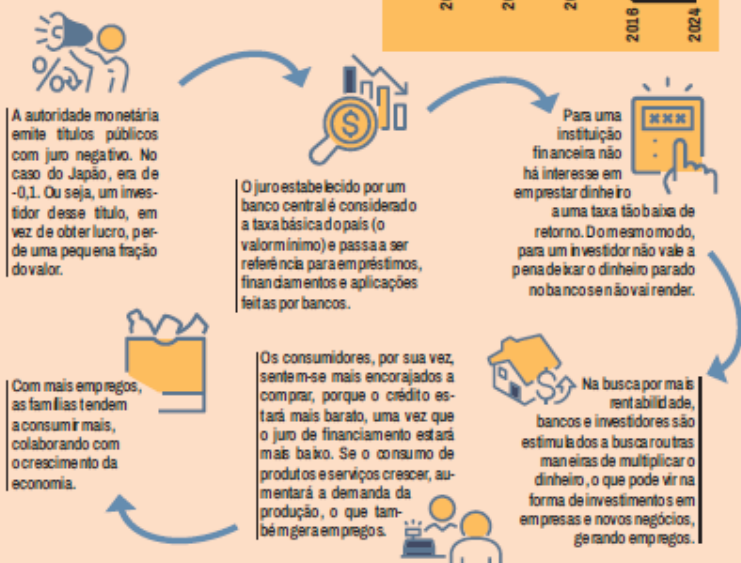 2016
2024
A autoridade monetária
emite títulos públicos
com juro negativo. No
caso do Japão, era de
-0,1. Ou seja, um inves-
tidor desse título, em
vez de obter lucro, per-
de uma pequena fração
do valor.
O juro estabelecido por um
banco central é considerado
a taxa básica do país (o
valor mínimo) e passa a ser
referência para empréstimos,
financiamentos e aplicações
feitas por bancos.
Para uma
instituição
financeira não
há interesse em
emprestar dinheiro
a uma taxa tão baixa de
retorno. Do mesmo modo,
para um investidor não vale a
pena deixar o dinheiro parado
no banco se não vai render.
Na busca por mais
rentabilidade,
bancos e investidores são
estimulados a buscar outras
maneiras de multiplicar o
dinheiro, o que pode vir na
forma de investimentos em
empresas e novos negócios,
gerando empregos.
Os consumidores, por sua vez,
sentem-se mais encorajados a
comprar, porque o crédito es-
tará mais barato, uma vez que
o juro de financiamento estará
mais baixo. Se o consumo de
produtos e serviços crescer, au-
mentará a demanda da
produção, o que tam-
bém gera empregos.
Com mais empregos,
as famílias tendem
a consumir mais,
colaborando com
o crescimento da
economia.